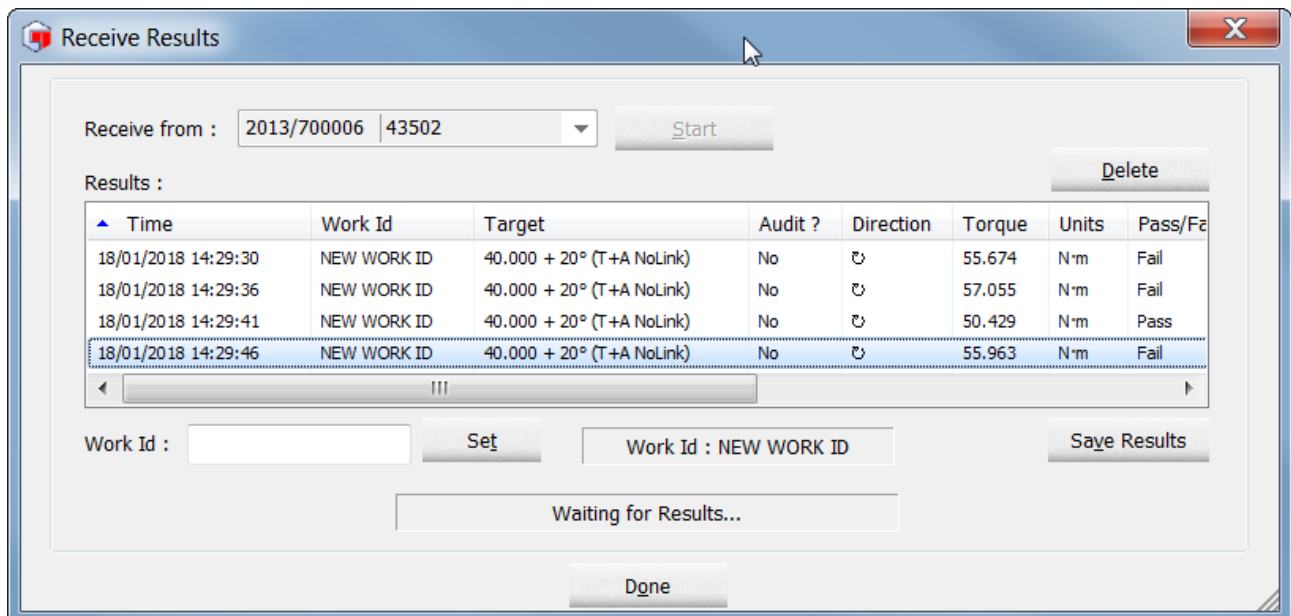 Receive Results
X
Receive from : 2013/700006 43502 Start
Delete
Results :
Time Work Id Target Audit ? Direction Torque Units Pass/Fa
18/01/2018 14:29:30 NEW WORK ID 40.000 + 20° (T+A NoLink) No ↻ 55.674 N·m Fail
18/01/2018 14:29:36 NEW WORK ID 40.000 + 20° (T+A NoLink) No ↻ 57.055 N·m Fail
18/01/2018 14:29:41 NEW WORK ID 40.000 + 20° (T+A NoLink) No ↻ 50.429 N·m Pass
18/01/2018 14:29:46 NEW WORK ID 40.000 + 20° (T+A NoLink) No ↻ 55.963 N·m Fail
Work Id : Set Work Id : NEW WORK ID Save Results
Waiting for Results...
Done